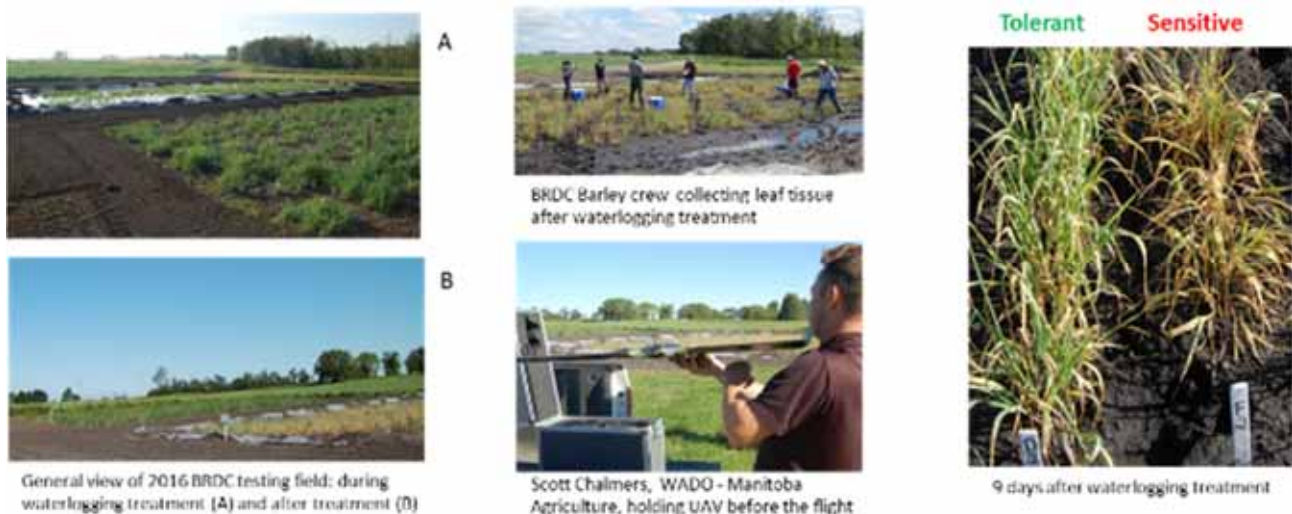 A
B
General view of 2016 BRDC testing field: during
waterlogging treatment (A) and after treatment (B)
BRDC Barley crew collecting leaf tissue
after waterlogging treatment
Scott Chalmers, WADO - Manitoba
Agriculture, holding UAV before the flight
Tolerant Sensitive
9 days after waterlogging treatment